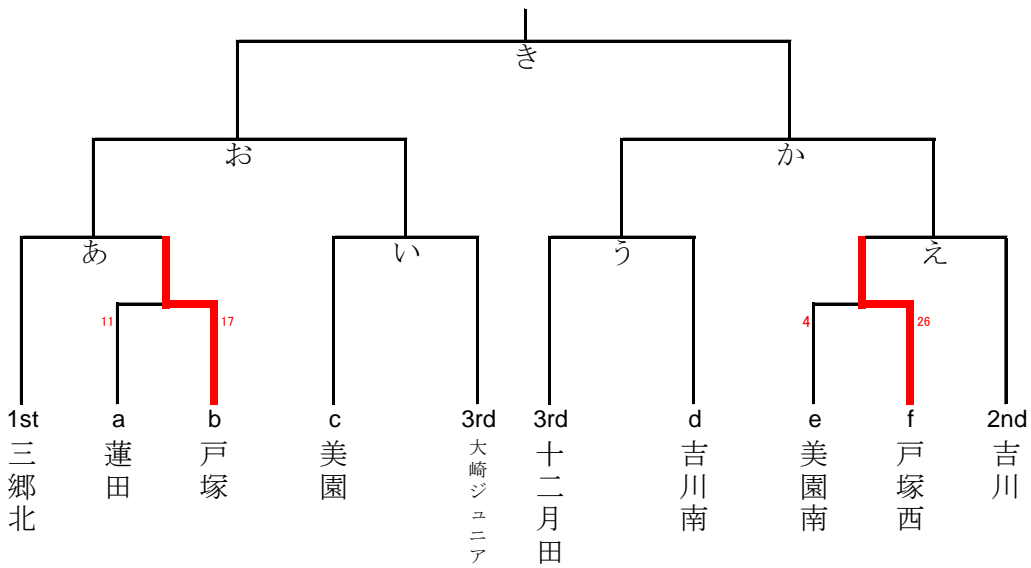 き
お
か
あ
い
う
え
11
17
4
26
1st
a
b
c
3rd
3rd
d
e
f
2nd
三郷北
蓮田
戸塚
美園
大崎ジュニア
十二月田
吉川南
美園南
戸塚西
吉川